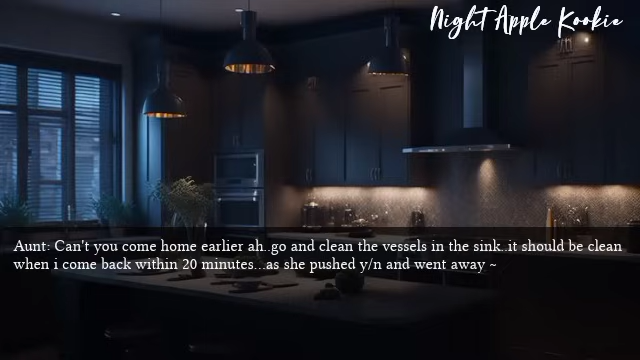 Night Apple Kookie
Aunt: Can't you come home earlier ah..go and clean the vessels in the sink..it should be clean
when i come back within 20 minutes...as she pushed y/n and went away ~